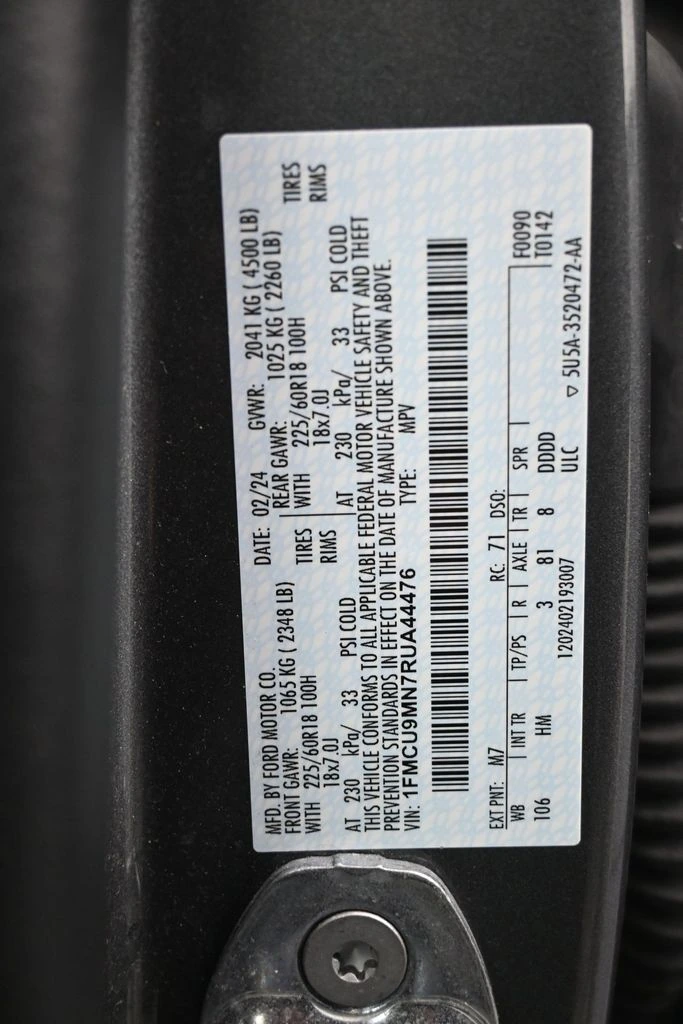 MFD. BY FORD MOTOR CO.
DATE: 02/24 GVWR: 2041 KG ( 4500 LB)
FRONT GAWR: 1065 KG ( 2348 LB)
REAR GAWR: 1025 KG ( 2260 LB)
WITH 225/60R18 100H TIRES
WITH 225/60R18 100H TIRES
18x7.0J RIMS
18x7.0J RIMS
AT 230 kPa/ 33 PSI COLD
AT 230 kPa/ 33 PSI COLD
THIS VEHICLE CONFORMS TO ALL APPLICABLE FEDERAL MOTOR VEHICLE SAFETY AND THEFT
PREVENTION STANDARDS IN EFFECT ON THE DATE OF MANUFACTURE SHOWN ABOVE.
VIN: 1FMCU9MN7RUA44476 TYPE: MPV
EXT PNT: M7 RC: 71 DSO:
F0090
WB INT TR TP/PS R AXLE TR SPR
T0142
106 HM 3 81 8 DDDD
ULC
1202402193007 ▽ 5U5A-3520472-AA